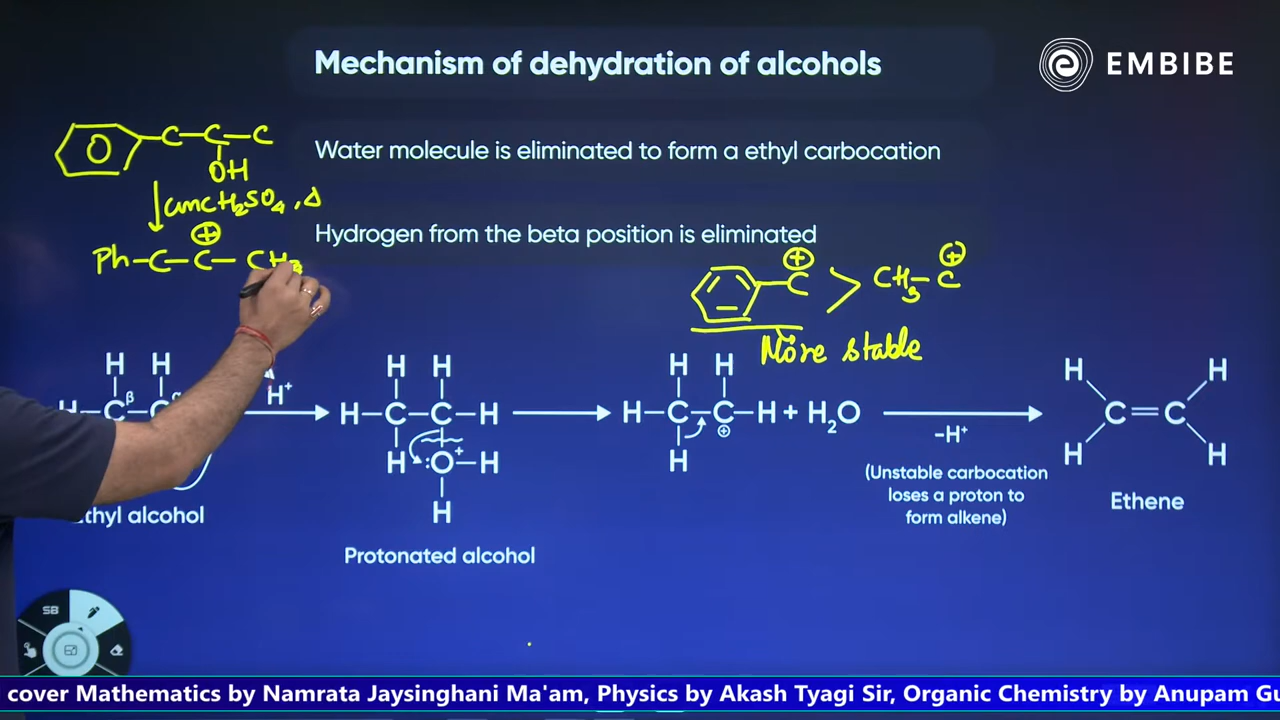 Mechanism of dehydration of alcohols
EMBIBE
Water molecule is eliminated to form a ethyl carbocation
Hydrogen from the beta position is eliminated
C–C–C
OH
conc H₂SO₄, Δ
⊕
Ph–C–C–CH₃
⊕ ⊕
C > CH₃–C
More stable
H H
H–C β C
H⁺
H H
H–C–C–H
H :O⁺–H
H
Protonated alcohol
H H
H–C–C–H + H₂O
⊕
H
–H⁺
(Unstable carbocation
loses a proton to
form alkene)
H H
C=C
H H
Ethene
alcohol
SB
cover Mathematics by Namrata Jaysinghani Ma'am, Physics by Akash Tyagi Sir, Organic Chemistry by Anupam Gu